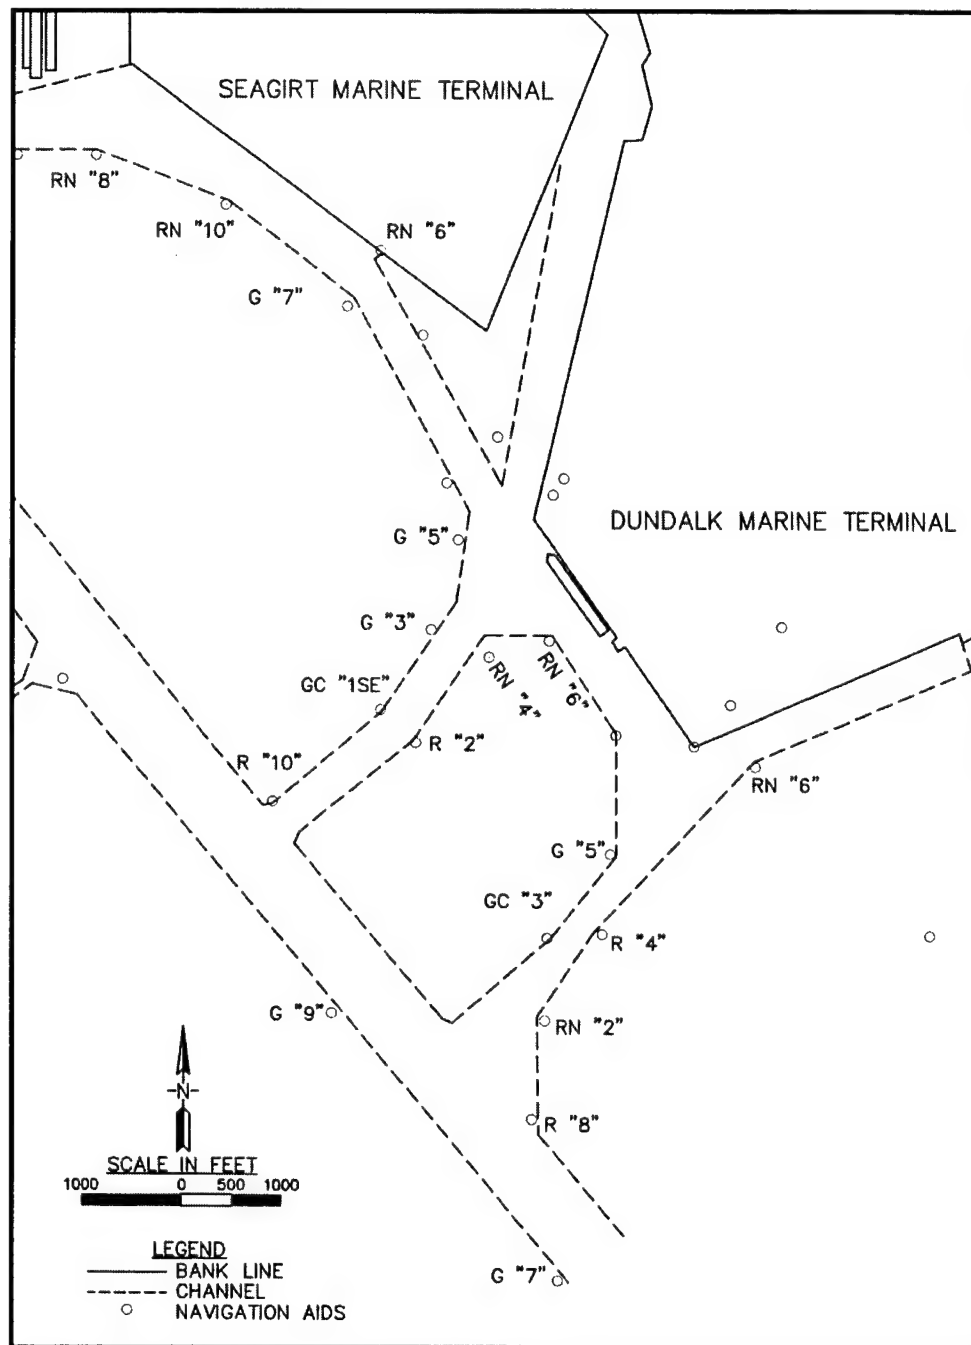 SEAGIRT MARINE TERMINAL
RN "8"
RN "10"
RN "6"
G "7"
DUNDALK MARINE TERMINAL
G "5"
G "3"
RN "4"
RN "6"
GC "1SE"
R "2"
R "10"
RN "6"
G "5"
GC "3"
R "4"
G "9"
RN "2"
R "8"
N
SCALE IN FEET
1000 0 500 1000
G "7"
LEGEND
BANK LINE
CHANNEL
NAVIGATION AIDS